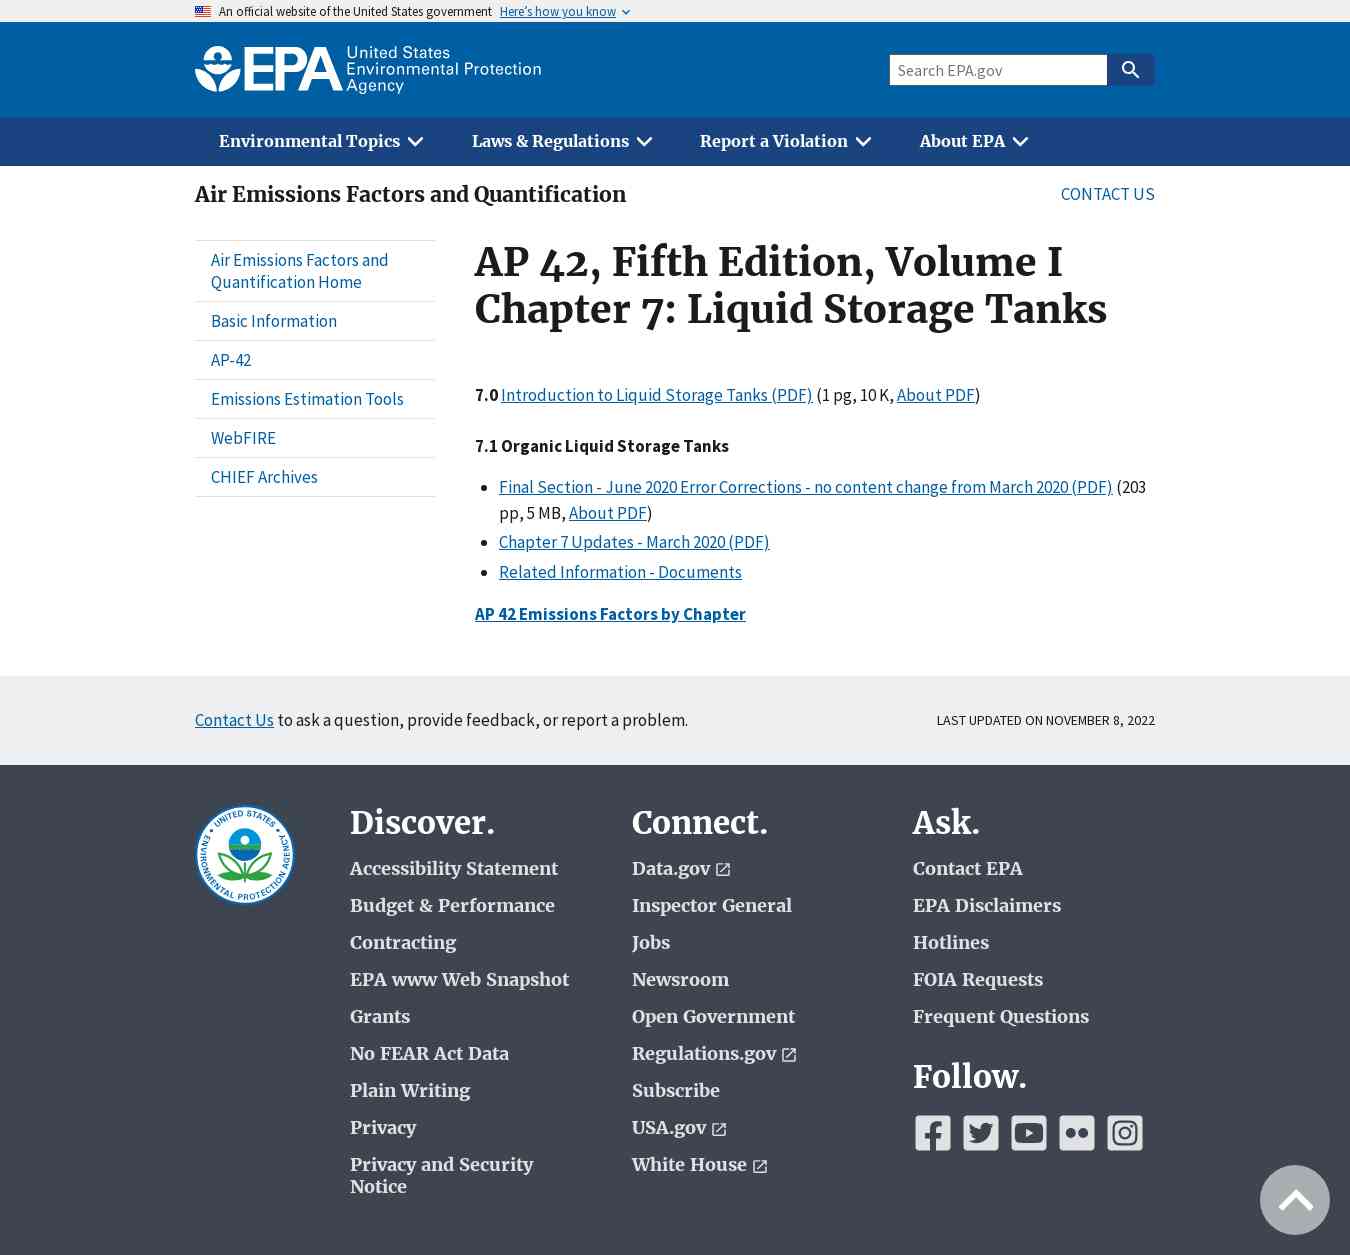 An official website of the United States government Here's how you know
EPA United States
Environmental Protection
Agency
Search EPA.gov
Environmental Topics Laws & Regulations Report a Violation About EPA
Air Emissions Factors and Quantification
CONTACT US
Air Emissions Factors and
Quantification Home
Basic Information
AP-42
Emissions Estimation Tools
WebFIRE
CHIEF Archives
AP 42, Fifth Edition, Volume I
Chapter 7: Liquid Storage Tanks
7.0 Introduction to Liquid Storage Tanks (PDF) (1 pg, 10 K, About PDF)
7.1 Organic Liquid Storage Tanks
Final Section - June 2020 Error Corrections - no content change from March 2020 (PDF) (203
pp, 5 MB, About PDF)
Chapter 7 Updates - March 2020 (PDF)
Related Information - Documents
AP 42 Emissions Factors by Chapter
Contact Us to ask a question, provide feedback, or report a problem.
LAST UPDATED ON NOVEMBER 8, 2022
UNITED STATES
ENVIRONMENTAL PROTECTION AGENCY
Discover.
Accessibility Statement
Budget & Performance
Contracting
EPA www Web Snapshot
Grants
No FEAR Act Data
Plain Writing
Privacy
Privacy and Security
Notice
Connect.
Data.gov
Inspector General
Jobs
Newsroom
Open Government
Regulations.gov
Subscribe
USA.gov
White House
Ask.
Contact EPA
EPA Disclaimers
Hotlines
FOIA Requests
Frequent Questions
Follow.